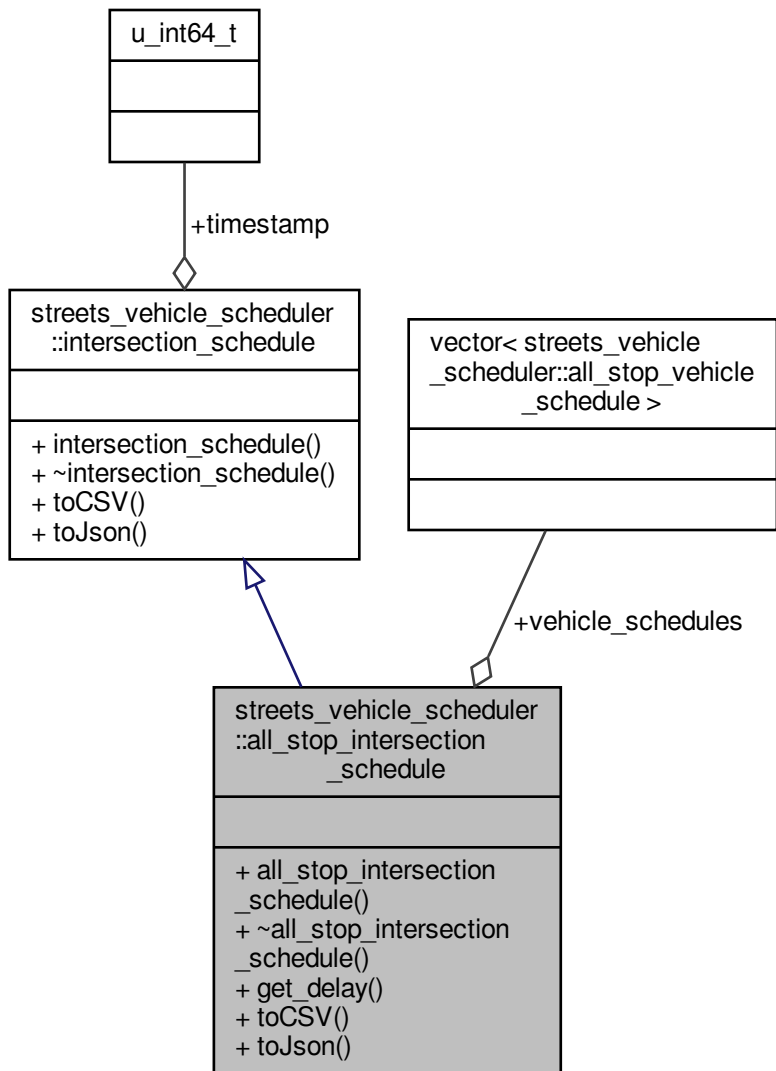 u_int64_t
+timestamp
streets_vehicle_scheduler
::intersection_schedule
+ intersection_schedule()
+ ~intersection_schedule()
+ toCSV()
+ toJson()
vector< streets_vehicle
_scheduler::all_stop_vehicle
_schedule >
+vehicle_schedules
streets_vehicle_scheduler
::all_stop_intersection
_schedule
+ all_stop_intersection
_schedule()
+ ~all_stop_intersection
_schedule()
+ get_delay()
+ toCSV()
+ toJson()